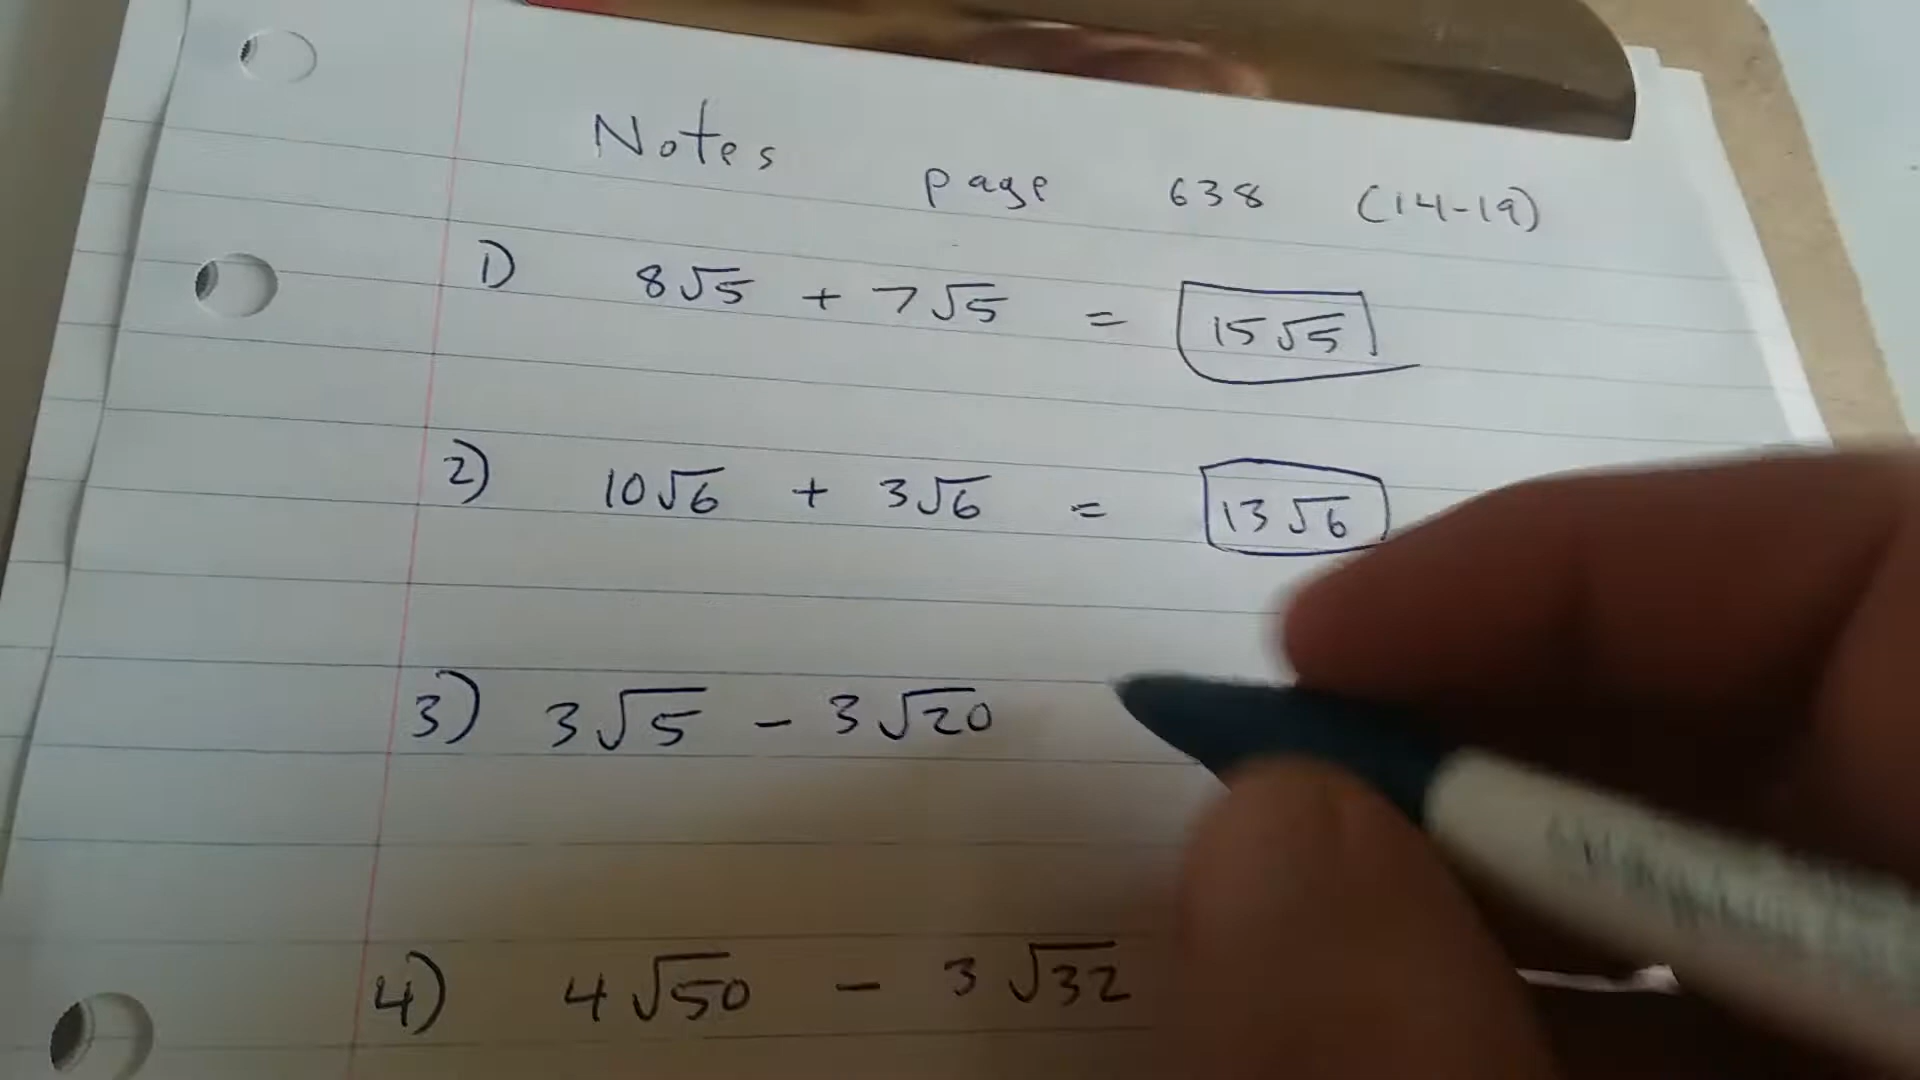 Notes page 638 (14-19)
1) 8√5 + 7√5 = 15√5
2) 10√6 + 3√6 = 13√6
3) 3√5 - 3√20
4) 4√50 - 3√32